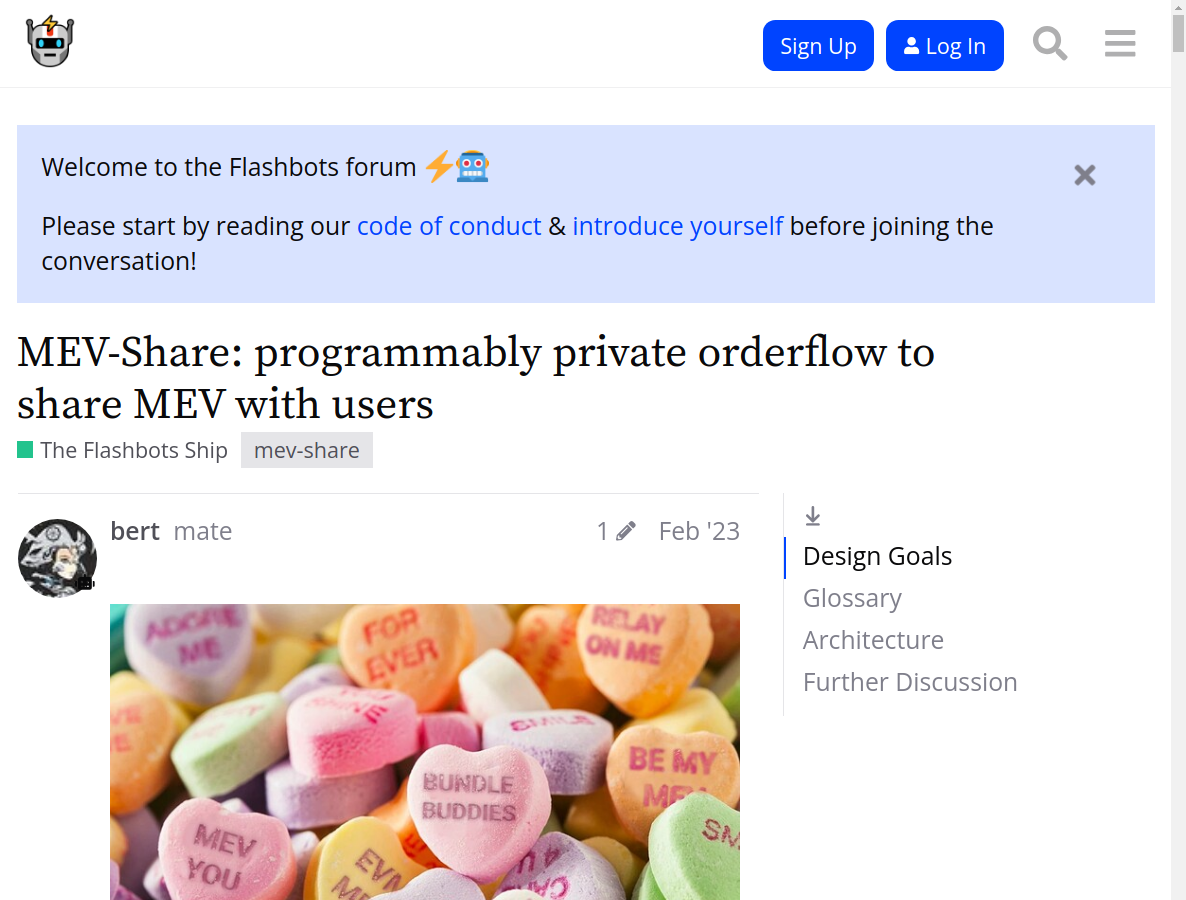 Sign Up
Log In
Welcome to the Flashbots forum
Please start by reading our code of conduct & introduce yourself before joining the
conversation!
MEV-Share: programmably private orderflow to
share MEV with users
The Flashbots Ship
mev-share
bert mate
1
Feb '23
Design Goals
Glossary
Architecture
Further Discussion
ADORE
ME
FOR
EVER
RELAY
ON ME
SMILE
BE MY
MEV
BUNDLE
BUDDIES
MEV
YOU